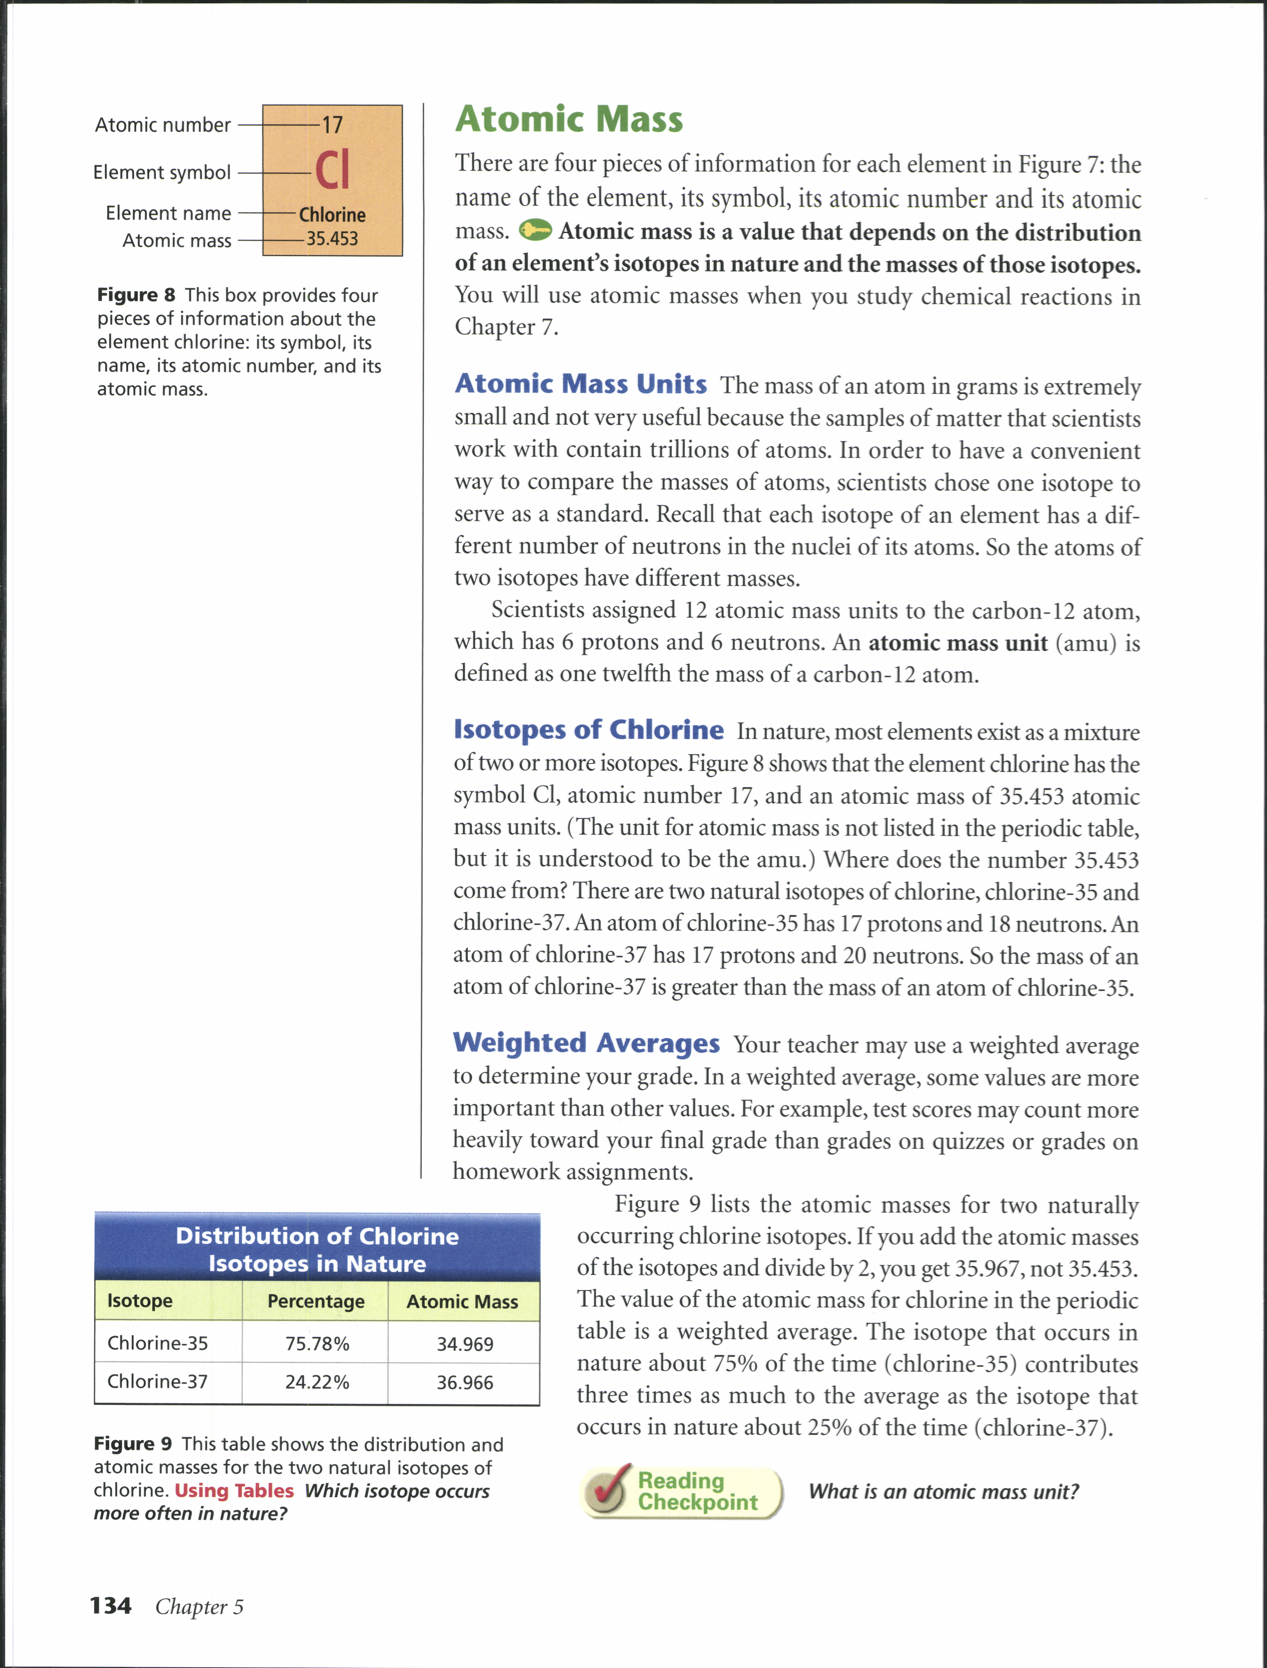 Atomic number
17
Element symbol
Cl
Element name
Chlorine
Atomic mass
35.453
Figure 8 This box provides four
pieces of information about the
element chlorine: its symbol, its
name, its atomic number, and its
atomic mass.
Atomic Mass
There are four pieces of information for each element in Figure 7: the
name of the element, its symbol, its atomic number and its atomic
mass. Atomic mass is a value that depends on the distribution
of an element's isotopes in nature and the masses of those isotopes.
You will use atomic masses when you study chemical reactions in
Chapter 7.
Atomic Mass Units The mass of an atom in grams is extremely
small and not very useful because the samples of matter that scientists
work with contain trillions of atoms. In order to have a convenient
way to compare the masses of atoms, scientists chose one isotope to
serve as a standard. Recall that each isotope of an element has a dif-
ferent number of neutrons in the nuclei of its atoms. So the atoms of
two isotopes have different masses.
Scientists assigned 12 atomic mass units to the carbon-12 atom,
which has 6 protons and 6 neutrons. An atomic mass unit (amu) is
defined as one twelfth the mass of a carbon-12 atom.
Isotopes of Chlorine In nature, most elements exist as a mixture
of two or more isotopes. Figure 8 shows that the element chlorine has the
symbol Cl, atomic number 17, and an atomic mass of 35.453 atomic
mass units. (The unit for atomic mass is not listed in the periodic table,
but it is understood to be the amu.) Where does the number 35.453
come from? There are two natural isotopes of chlorine, chlorine-35 and
chlorine-37. An atom of chlorine-35 has 17 protons and 18 neutrons. An
atom of chlorine-37 has 17 protons and 20 neutrons. So the mass of an
atom of chlorine-37 is greater than the mass of an atom of chlorine-35.
Weighted Averages Your teacher may use a weighted average
to determine your grade. In a weighted average, some values are more
important than other values. For example, test scores may count more
heavily toward your final grade than grades on quizzes or grades on
homework assignments.
Figure 9 lists the atomic masses for two naturally
occurring chlorine isotopes. If you add the atomic masses
of the isotopes and divide by 2, you get 35.967, not 35.453.
The value of the atomic mass for chlorine in the periodic
table is a weighted average. The isotope that occurs in
nature about 75% of the time (chlorine-35) contributes
three times as much to the average as the isotope that
occurs in nature about 25% of the time (chlorine-37).
Distribution of Chlorine
Isotopes in Nature
Isotope Percentage Atomic Mass
Chlorine-35 75.78% 34.969
Chlorine-37 24.22% 36.966
Figure 9 This table shows the distribution and
atomic masses for the two natural isotopes of
chlorine. Using Tables Which isotope occurs
more often in nature?
Reading
Checkpoint
What is an atomic mass unit?
134 Chapter 5